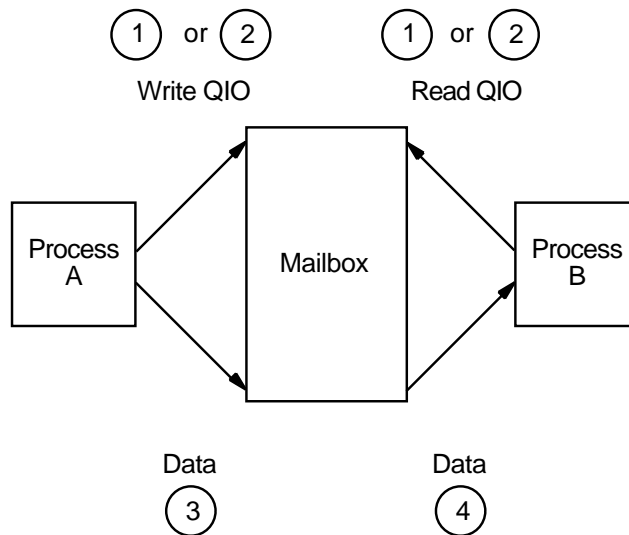 1 or 2
1 or 2
Write QIO
Read QIO
Process
A
Mailbox
Process
B
Data
3
Data
4